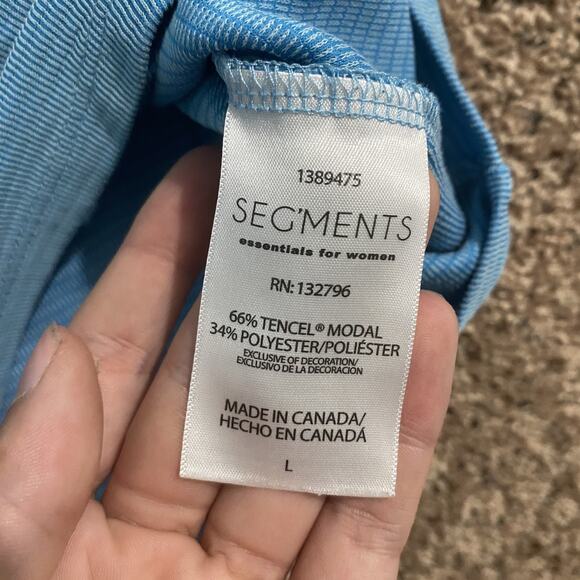 1389475
SEG'MENTS
essentials for women
RN: 132796
66% TENCEL® MODAL
34% POLYESTER/POLIÉSTER
EXCLUSIVE OF DECORATION/
EXCLUSIVO DE LA DECORACION
MADE IN CANADA/
HECHO EN CANADÁ
L